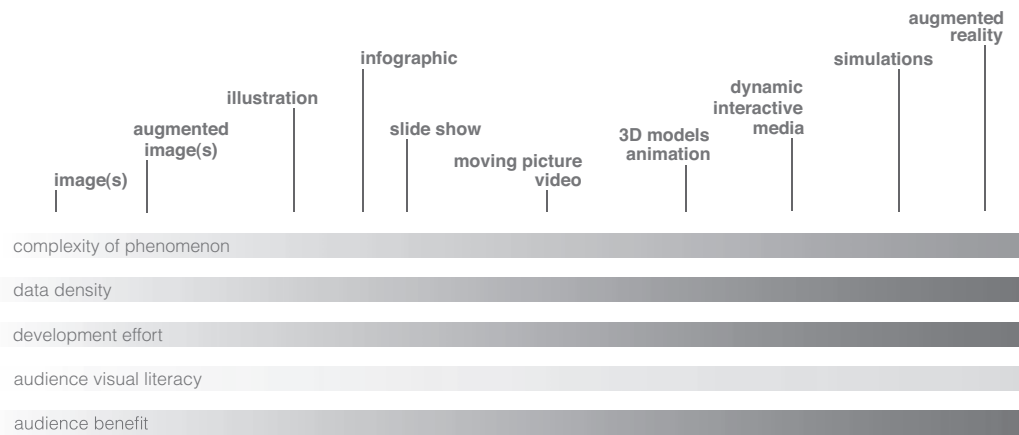 image(s)
augmented
image(s)
illustration
infographic
slide show
moving picture
video
3D models
animation
dynamic
interactive
media
simulations
augmented
reality
complexity of phenomenon
data density
development effort
audience visual literacy
audience benefit